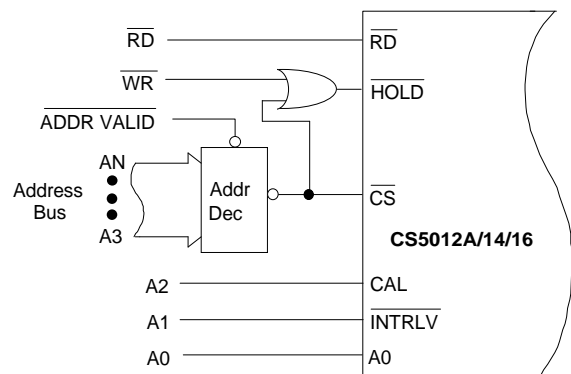 RD RD
WR HOLD
ADDR VALID
AN
Address Bus
Addr Dec
A3
CS
CS5012A/14/16
A2 CAL
A1 INTRLV
A0 A0